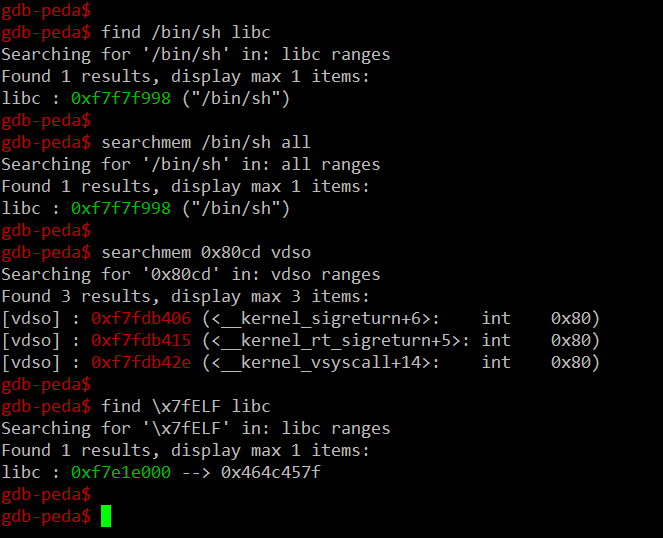 gdb-peda$
gdb-peda$ find /bin/sh libc
Searching for '/bin/sh' in: libc ranges
Found 1 results, display max 1 items:
libc : 0xf7f7f998 ("/bin/sh")
gdb-peda$
gdb-peda$ searchmem /bin/sh all
Searching for '/bin/sh' in: all ranges
Found 1 results, display max 1 items:
libc : 0xf7f7f998 ("/bin/sh")
gdb-peda$
gdb-peda$ searchmem 0x80cd vdso
Searching for '0x80cd' in: vdso ranges
Found 3 results, display max 3 items:
[vdso] : 0xf7fdb406 (<__kernel_sigreturn+6>:    int    0x80)
[vdso] : 0xf7fdb415 (<__kernel_rt_sigreturn+5>: int    0x80)
[vdso] : 0xf7fdb42e (<__kernel_vsyscall+14>:    int    0x80)
gdb-peda$
gdb-peda$ find \x7fELF libc
Searching for '\x7fELF' in: libc ranges
Found 1 results, display max 1 items:
libc : 0xf7e1e000 --> 0x464c457f
gdb-peda$
gdb-peda$